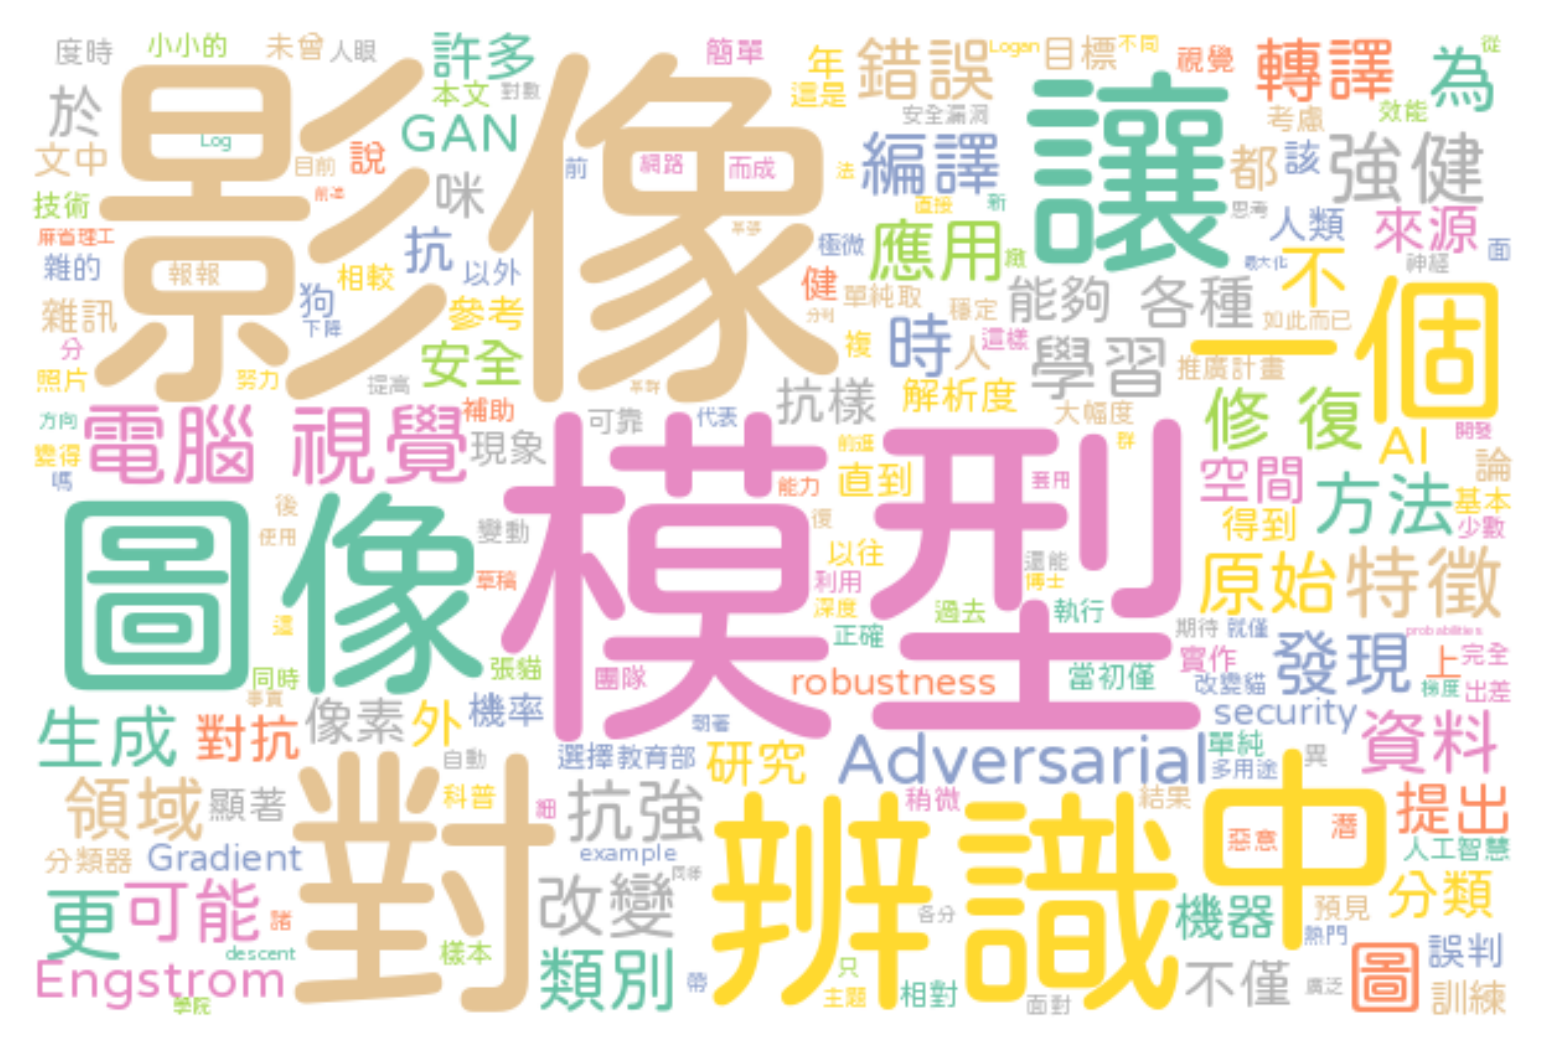 度時 小小的 未曾 人眼 許多 簡單 年 錯誤 Logan 目標 不同 視覺 轉譯 從 為
於 影像 本文 對數 GAN 這是 安全漏洞 讓 考慮 效能
文中 Log 目前 說 咪 前 網路 而成 法 編譯 都 該 強健
技術 直接 新 思考 人類 來源 面
麻省理工 雜的 報報 抗 以外 極微 應用 神經 最大化 不
相較 狗 健 單純取 穩定 能夠 各種 如此而已 一個
雜訊 下降 參考 分 時 人 這樣 複 學習 推廣計畫
照片 努力 提高 安全 抗樣 解析度 大幅度 修復
方向 電腦 視覺 補助 現象 可靠 代表 前進 群 AI 開發
變得 嗎 模型 能力 直到 空間 方法 論 基本
圖像 後 使用 變動 復 以往 還能 得到 少數
草稿 利用 博士 原始 特徵
這 深度 正確 過去 執行 期待 就僅 probabilities
同時 張貓 團隊 robustness 當初僅 實作 改變貓 發現 上 完全 梯度 出差
事實 生成 對抗 像素 外 機率 security 資料
自動 選擇 教育部 研究 Adversarial 單純 多用途 異
領域 顯著 對 科普 細 抗強 辨識 稍微 結果 中 惡意 潛 提出
分類器 Gradient example 人工智慧
更 可能 諸 改變 各分 機器 預見 分類
descent 樣本 熱門 誤判
Engstrom 學院 類別 帶 只 主題 相對 面對 不僅 廣泛 圖 訓練